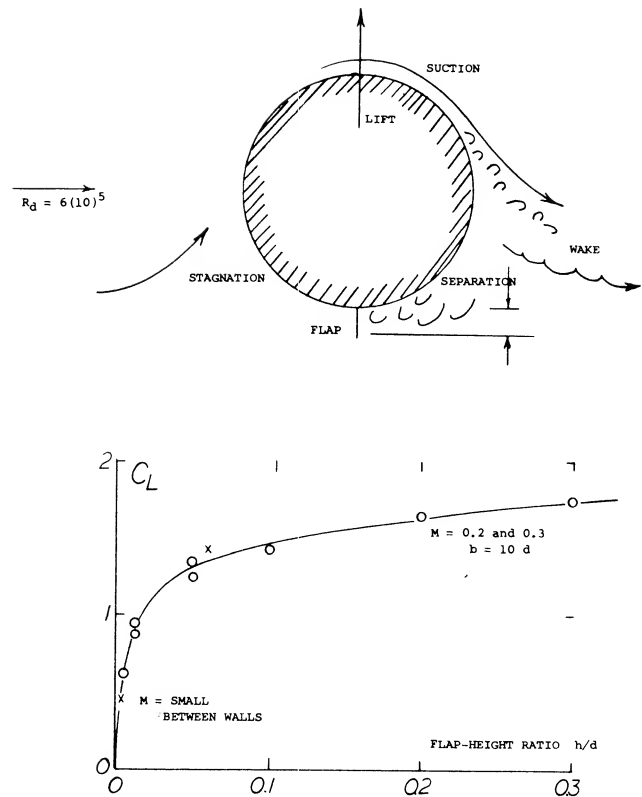 SUCTION
LIFT
R_d = 6(10)^5
WAKE
STAGNATION
SEPARATION
FLAP
2
C_L
M = 0.2 and 0.3
b = 10 d
1
M = SMALL
BETWEEN WALLS
FLAP-HEIGHT RATIO h/d
0
0 0.1 0.2 0.3